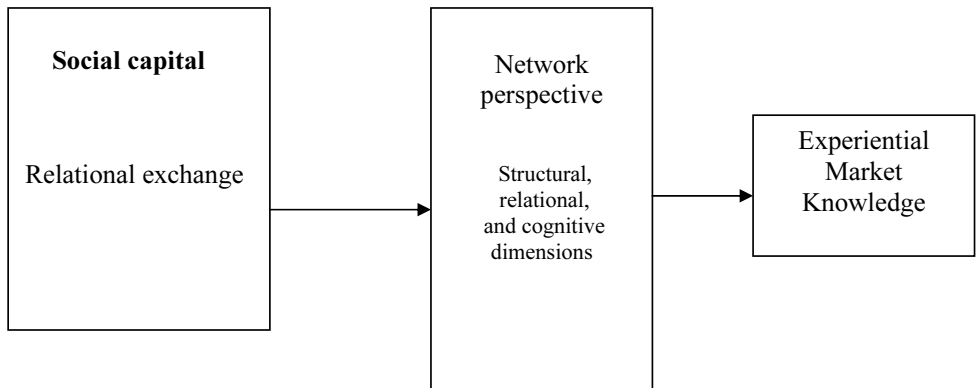 Social capital
Relational exchange
Network
perspective
Structural,
relational,
and cognitive
dimensions
Experiential
Market
Knowledge